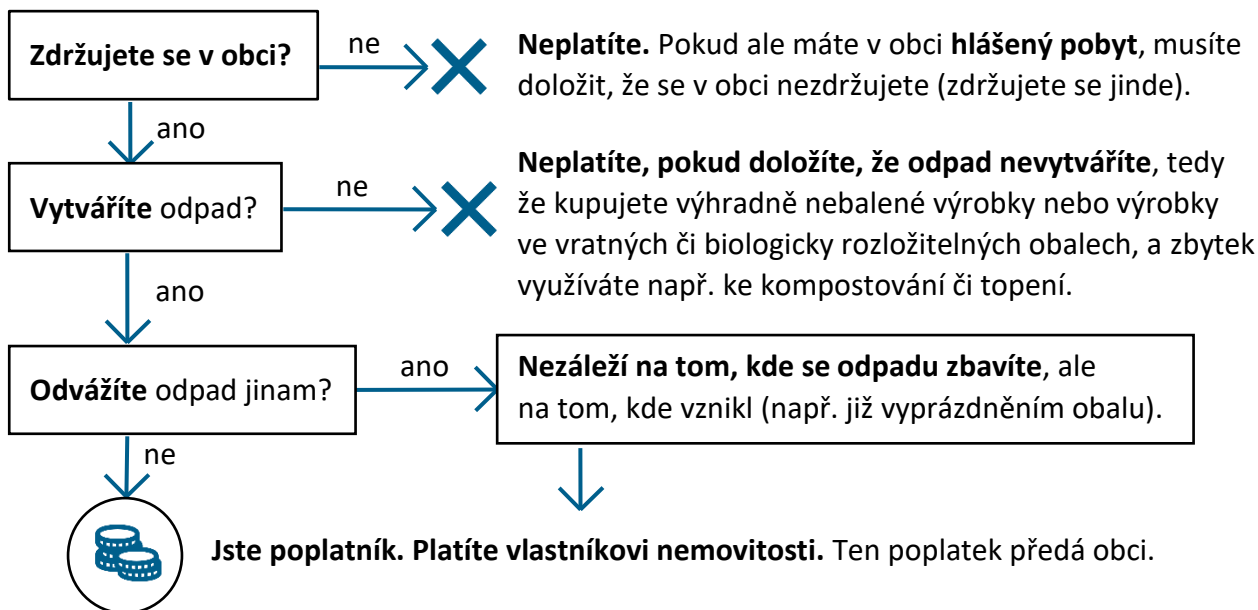 Zdržujete se v obci?
ne
Neplatíte. Pokud ale máte v obci hlášený pobyt, musíte
doložit, že se v obci nezdržujete (zdržujete se jinde).
ano
Vytváříte odpad?
ne
Neplatíte, pokud doložíte, že odpad nevytváříte, tedy
že kupujete výhradně nebalené výrobky nebo výrobky
ve vratných či biologicky rozložitelných obalech, a zbytek
využíváte např. ke kompostování či topení.
ano
Odvážíte odpad jinam?
ano
Nezáleží na tom, kde se odpadu zbavíte, ale
na tom, kde vznikl (např. již vyprázdněním obalu).
ne
Jste poplatník. Platíte vlastníkovi nemovitosti. Ten poplatek předá obci.